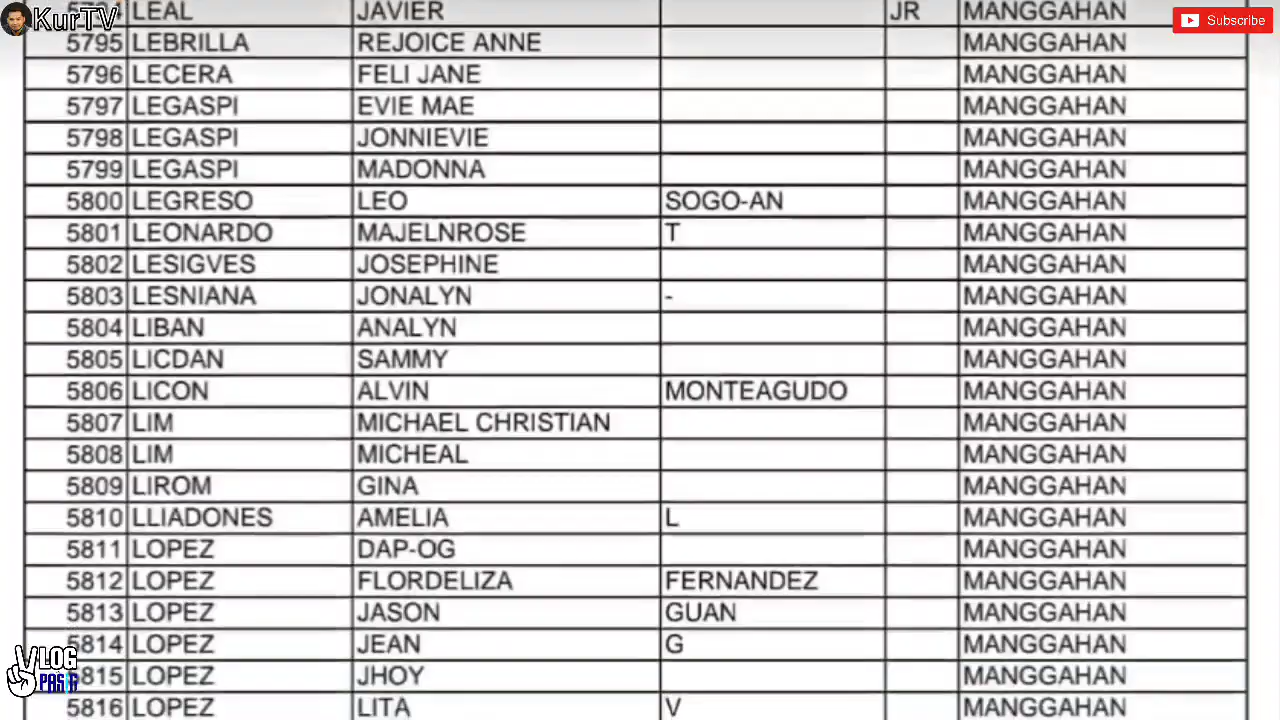 KurTV
Subscribe
LEAL JAVIER JR MANGGAHAN
5795 LEBRILLA REJOICE ANNE MANGGAHAN
5796 LECERA FELI JANE MANGGAHAN
5797 LEGASPI EVIE MAE MANGGAHAN
5798 LEGASPI JONNIEVIE MANGGAHAN
5799 LEGASPI MADONNA MANGGAHAN
5800 LEGRESO LEO SOGO-AN MANGGAHAN
5801 LEONARDO MAJELNROSE T MANGGAHAN
5802 LESIGVES JOSEPHINE MANGGAHAN
5803 LESNIANA JONALYN - MANGGAHAN
5804 LIBAN ANALYN MANGGAHAN
5805 LICDAN SAMMY MANGGAHAN
5806 LICON ALVIN MONTEAGUDO MANGGAHAN
5807 LIM MICHAEL CHRISTIAN MANGGAHAN
5808 LIM MICHEAL MANGGAHAN
5809 LIROM GINA MANGGAHAN
5810 LLIADONES AMELIA L MANGGAHAN
5811 LOPEZ DAP-OG MANGGAHAN
5812 LOPEZ FLORDELIZA FERNANDEZ MANGGAHAN
5813 LOPEZ JASON GUAN MANGGAHAN
5814 LOPEZ JEAN G MANGGAHAN
5815 LOPEZ JHOY MANGGAHAN
5816 LOPEZ LITA V MANGGAHAN
VLOG